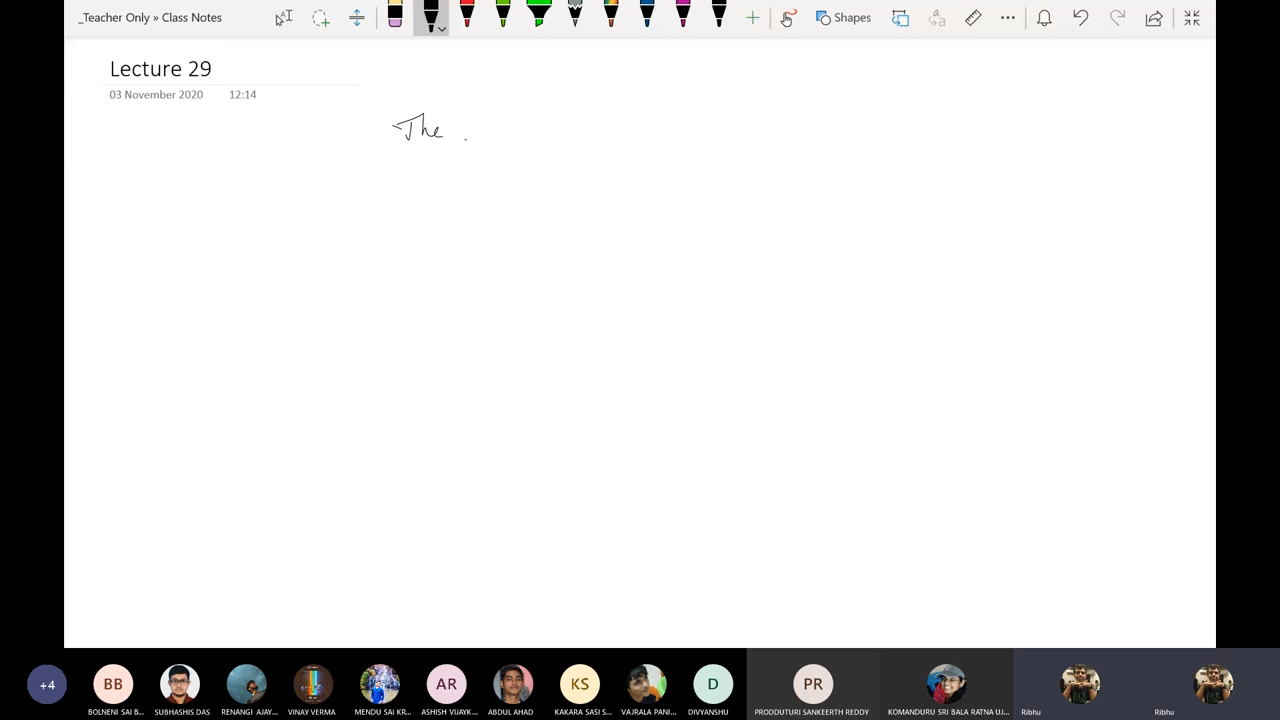 _Teacher Only » Class Notes
Shapes
Lecture 29
03 November 2020 12:14
The
+4 BB AR KS D PR
BOLNENI SAI B... SUBHASHIS DAS RENANGI AJAY... VINAY VERMA MENDU SAI KR... ASHISH VIJAYK... ABDUL AHAD KAKARA SASI S... VAJRALA PANI... DIVYANSHU PRODDUTURI SANKEERTH REDDY KOMANDURU SRI BALA RATNA UJ... Ribhu Ribhu